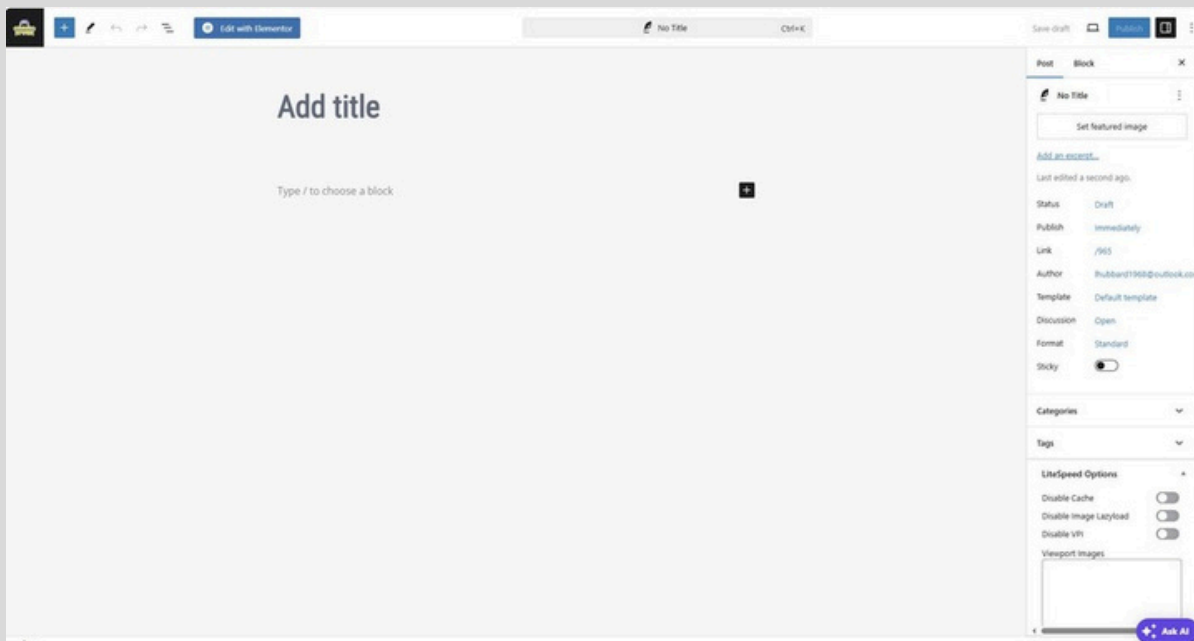 Edit with Elementor
No Title Ctrl+K
Save draft
Publish
Post Block
No Title
Set featured image
Add an excerpt...
Last edited a second ago.
Add title
Type / to choose a block
Status Draft
Publish Immediately
Link /965
Author lhubbard1968@outlook.co
Template Default template
Discussion Open
Format Standard
Sticky
Categories
Tags
LiteSpeed Options
Disable Cache
Disable Image Lazyload
Disable VPI
Viewport Images
Ask AI